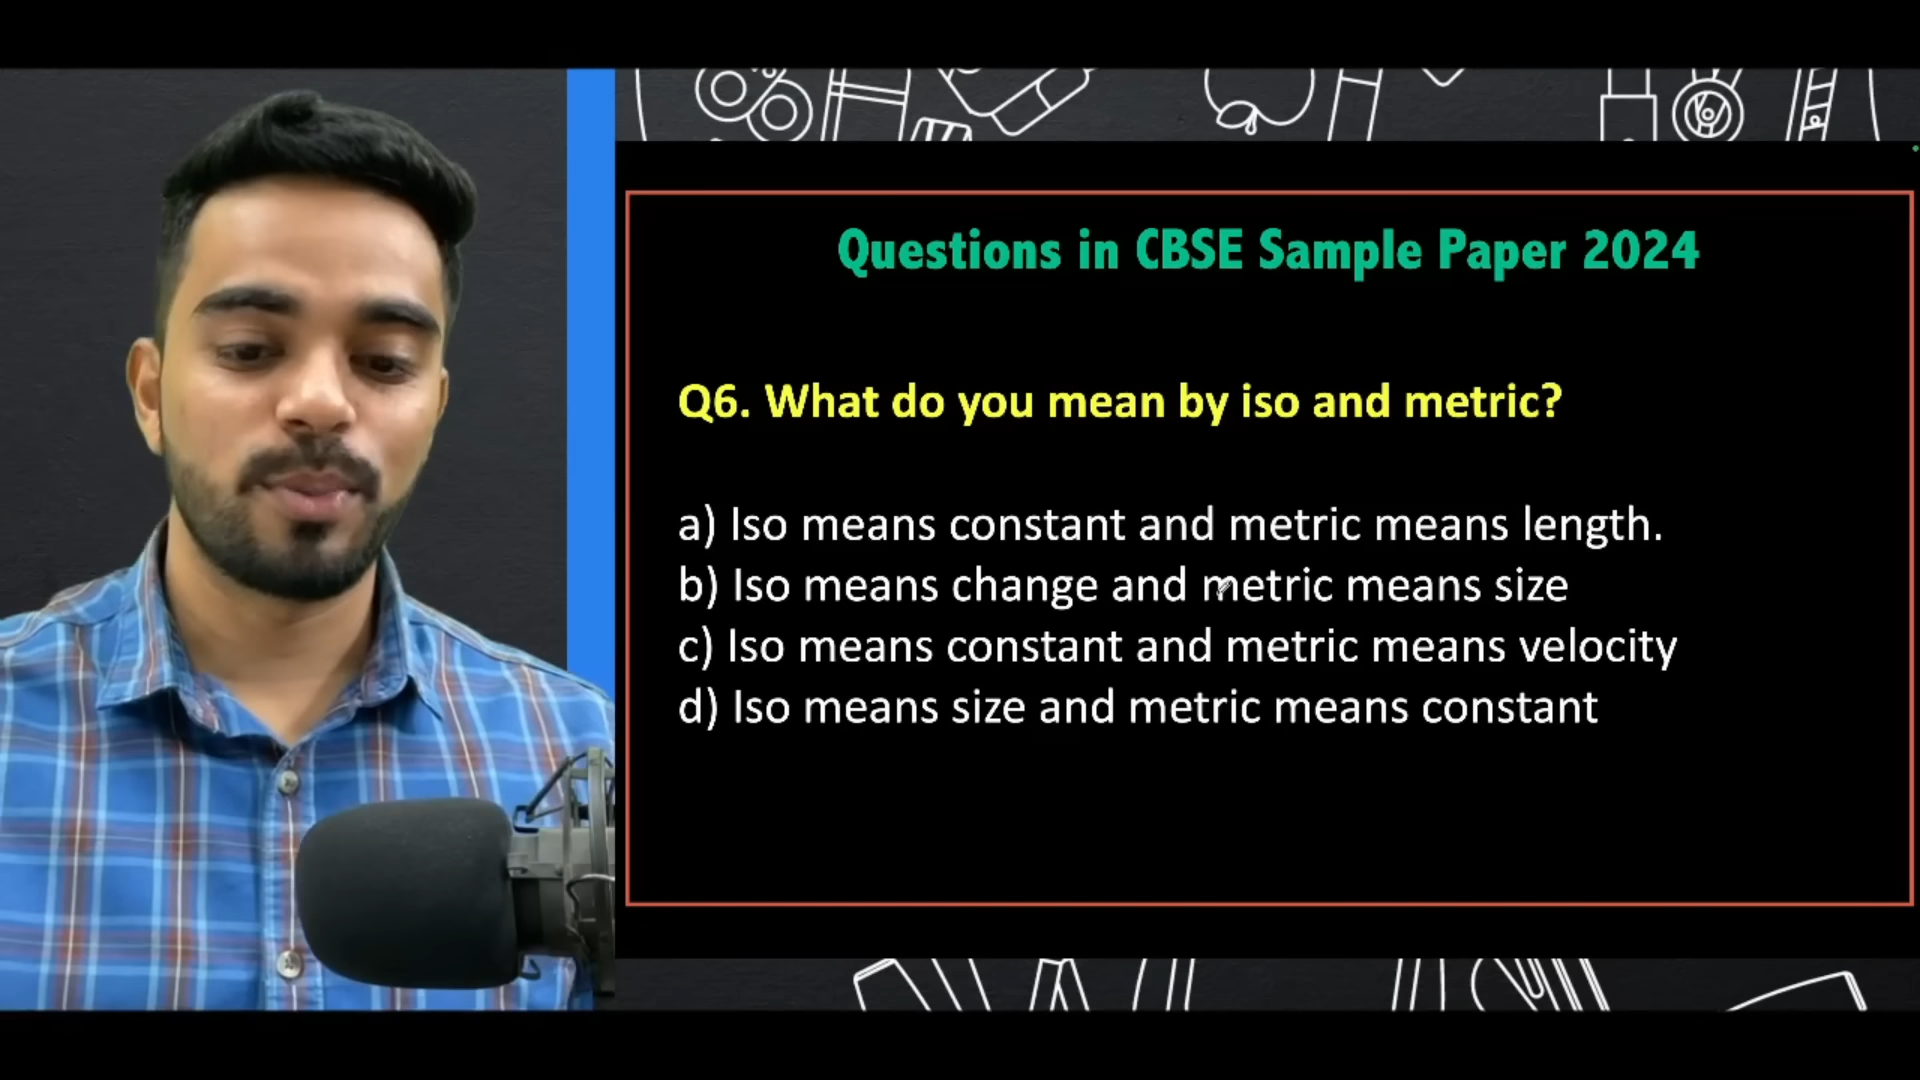 Questions in CBSE Sample Paper 2024
Q6. What do you mean by iso and metric?
a) Iso means constant and metric means length.
b) Iso means change and metric means size
c) Iso means constant and metric means velocity
d) Iso means size and metric means constant